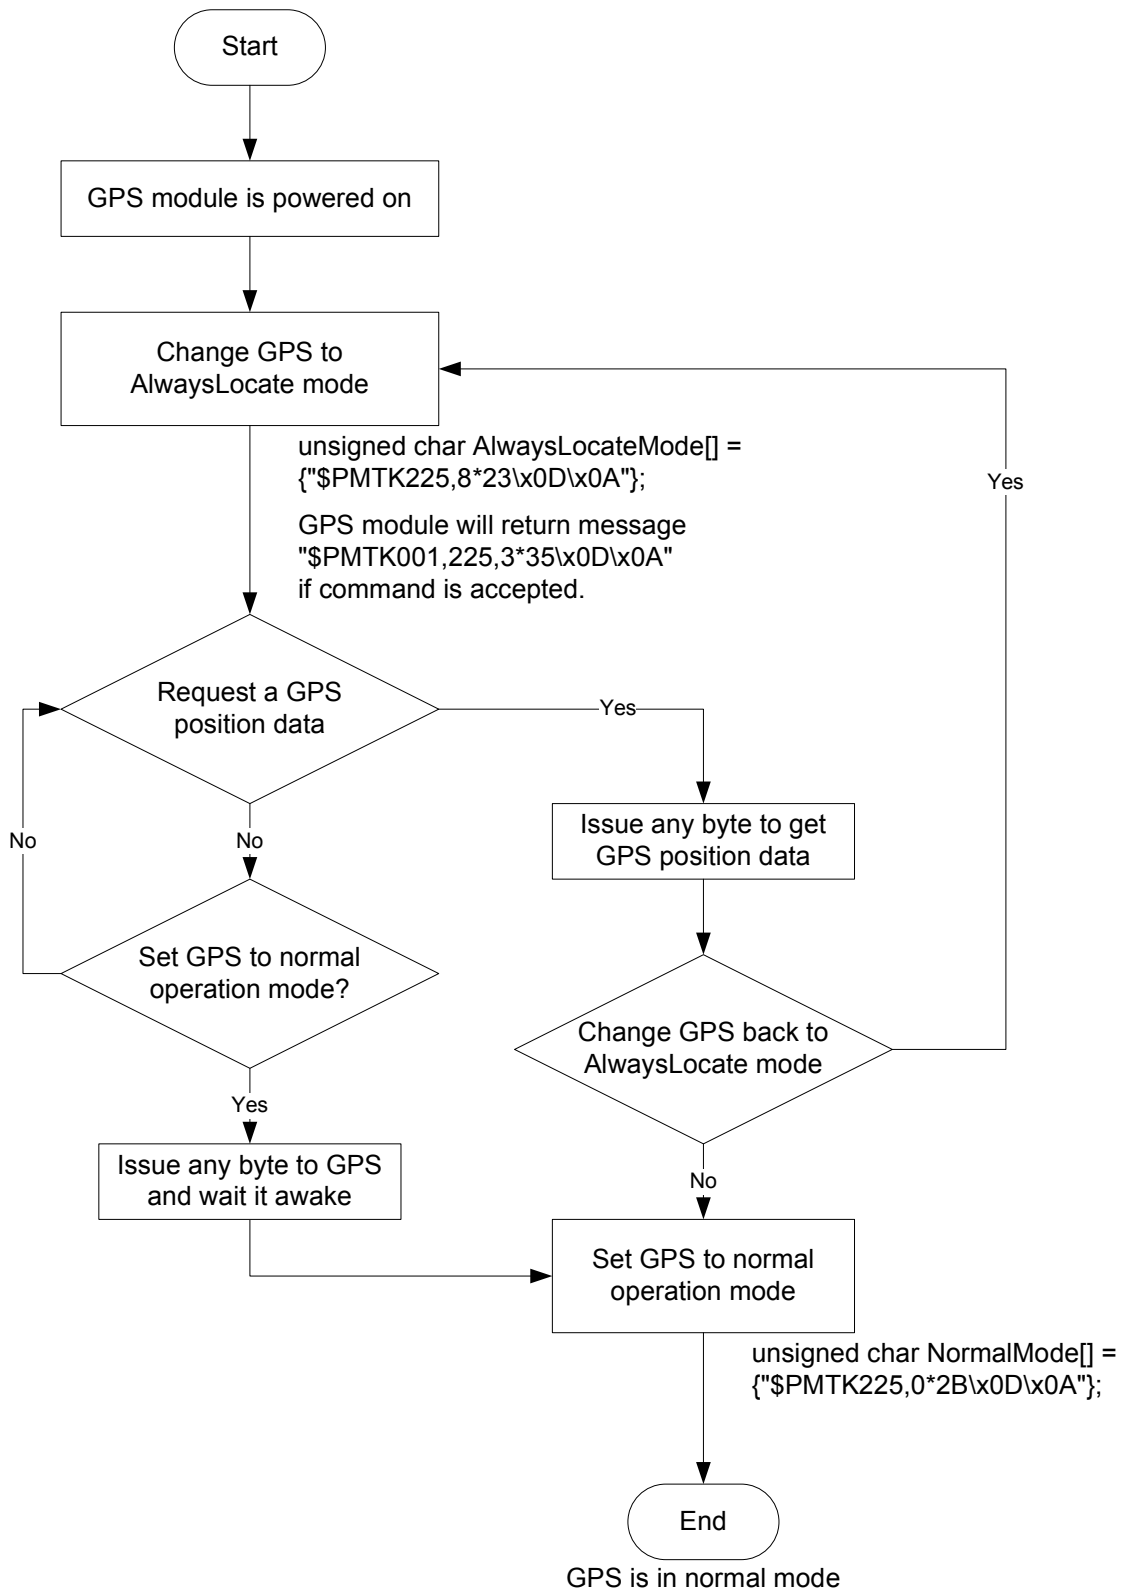 Start
GPS module is powered on
Change GPS to
AlwaysLocate mode
unsigned char AlwaysLocateMode[] =
{"$PMTK225,8*23\x0D\x0A"};
Yes
GPS module will return message
"$PMTK001,225,3*35\x0D\x0A"
if command is accepted.
Request a GPS
position data
Yes
No
No
Issue any byte to get
GPS position data
Set GPS to normal
operation mode?
Change GPS back to
AlwaysLocate mode
Yes
Issue any byte to GPS
and wait it awake
No
Set GPS to normal
operation mode
unsigned char NormalMode[] =
{"$PMTK225,0*2B\x0D\x0A"};
End
GPS is in normal mode